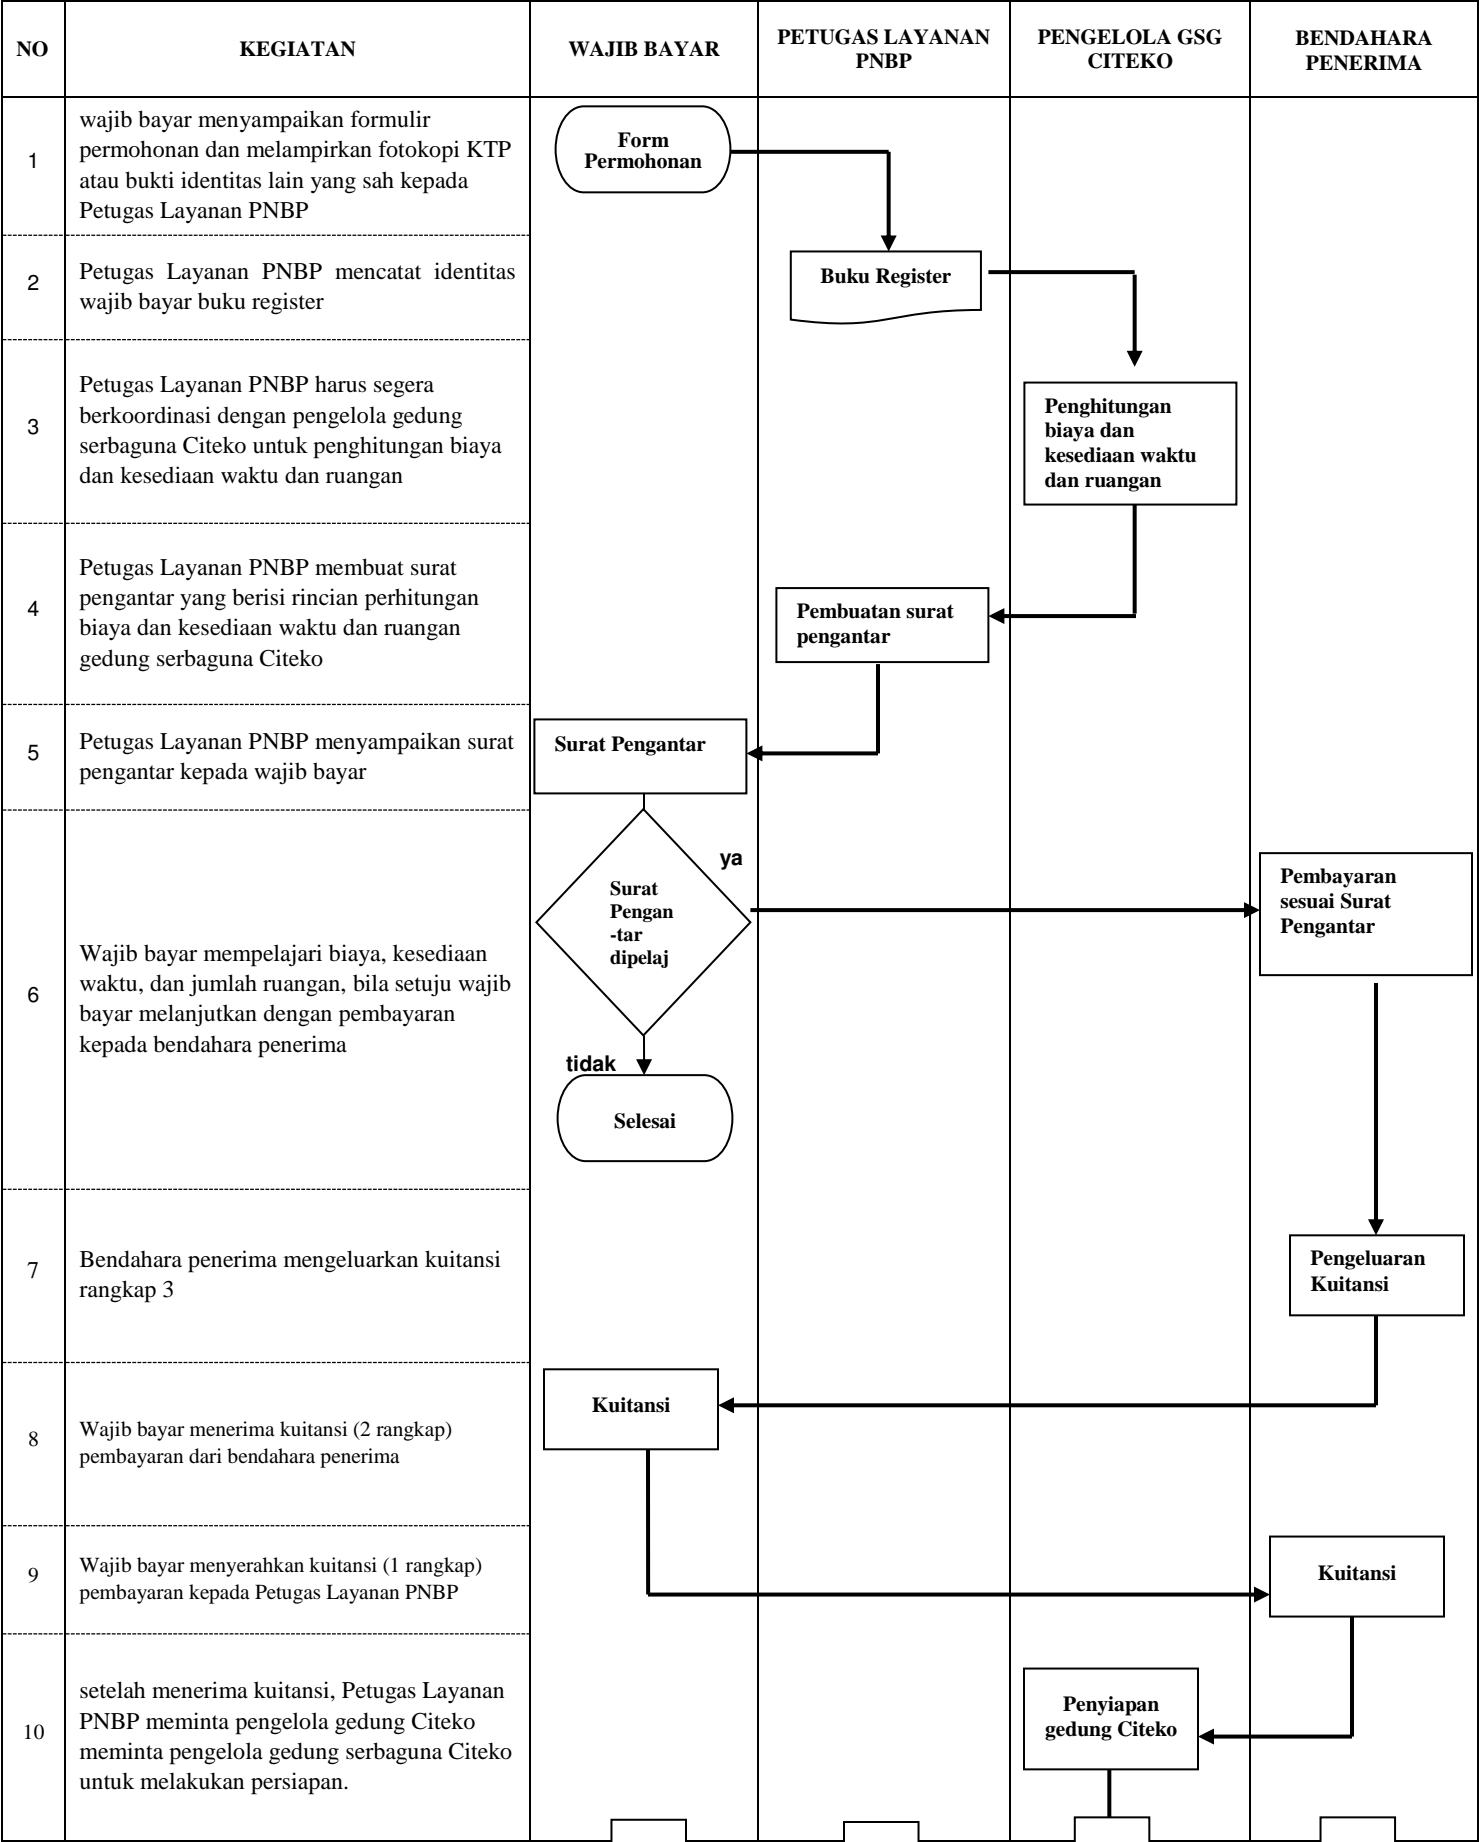 NO
KEGIATAN
WAJIB BAYAR
PETUGAS LAYANAN
PNBP
PENGELOLA GSG
CITEKO
BENDAHARA
PENERIMA
1
wajib bayar menyampaikan formulir
permohonan dan melampirkan fotokopi KTP
atau bukti identitas lain yang sah kepada
Petugas Layanan PNBP
Form
Permohonan
2
Petugas Layanan PNBP mencatat identitas
wajib bayar buku register
Buku Register
3
Petugas Layanan PNBP harus segera
berkoordinasi dengan pengelola gedung
serbaguna Citeko untuk penghitungan biaya
dan kesediaan waktu dan ruangan
Penghitungan
biaya dan
kesediaan waktu
dan ruangan
4
Petugas Layanan PNBP membuat surat
pengantar yang berisi rincian perhitungan
biaya dan kesediaan waktu dan ruangan
gedung serbaguna Citeko
Pembuatan surat
pengantar
5
Petugas Layanan PNBP menyampaikan surat
pengantar kepada wajib bayar
Surat Pengantar
6
Wajib bayar mempelajari biaya, kesediaan
waktu, dan jumlah ruangan, bila setuju wajib
bayar melanjutkan dengan pembayaran
kepada bendahara penerima
Surat
Pengan
-tar
dipelaj
ya
tidak
Selesai
Pembayaran
sesuai Surat
Pengantar
7
Bendahara penerima mengeluarkan kuitansi
rangkap 3
Pengeluaran
Kuitansi
8
Wajib bayar menerima kuitansi (2 rangkap)
pembayaran dari bendahara penerima
Kuitansi
9
Wajib bayar menyerahkan kuitansi (1 rangkap)
pembayaran kepada Petugas Layanan PNBP
Kuitansi
10
setelah menerima kuitansi, Petugas Layanan
PNBP meminta pengelola gedung Citeko
meminta pengelola gedung serbaguna Citeko
untuk melakukan persiapan.
Penyiapan
gedung Citeko